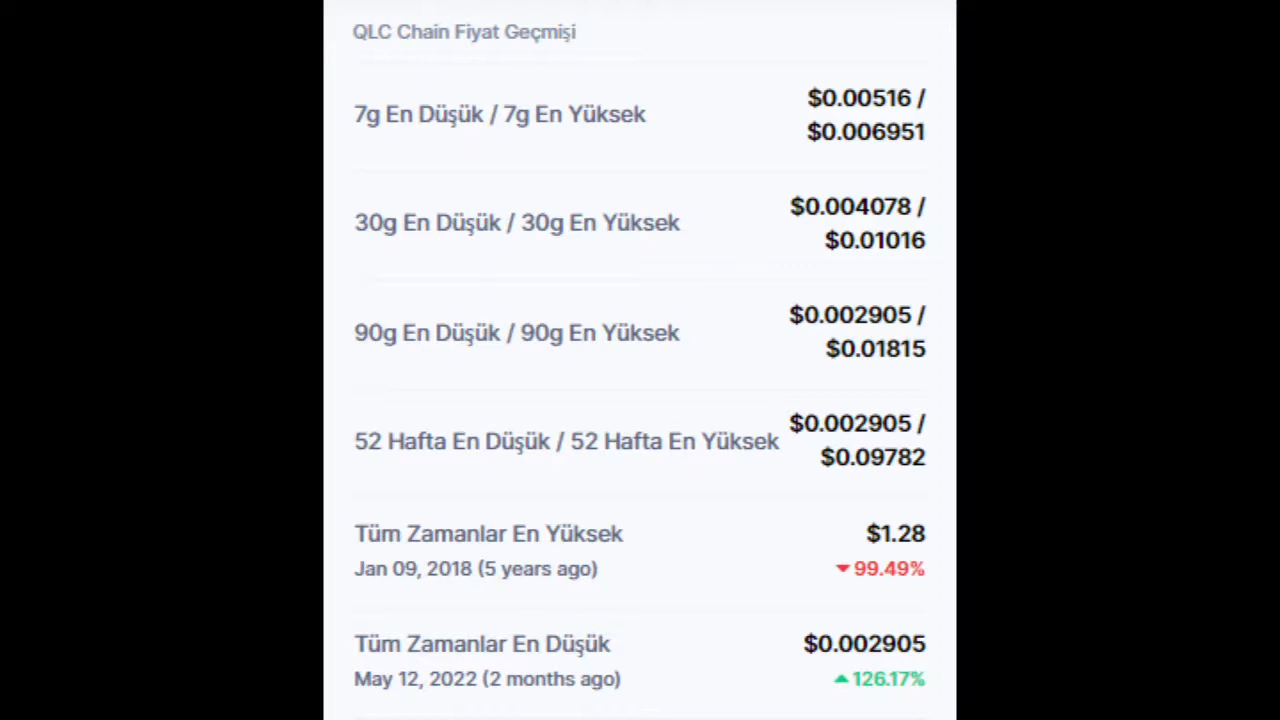 QLC Chain Fiyat Geçmişi
7g En Düşük / 7g En Yüksek
$0.00516 /
$0.006951
30g En Düşük / 30g En Yüksek
$0.004078 /
$0.01016
90g En Düşük / 90g En Yüksek
$0.002905 /
$0.01815
52 Hafta En Düşük / 52 Hafta En Yüksek
$0.002905 /
$0.09782
Tüm Zamanlar En Yüksek
$1.28
Jan 09, 2018 (5 years ago)
99.49%
Tüm Zamanlar En Düşük
$0.002905
May 12, 2022 (2 months ago)
126.17%